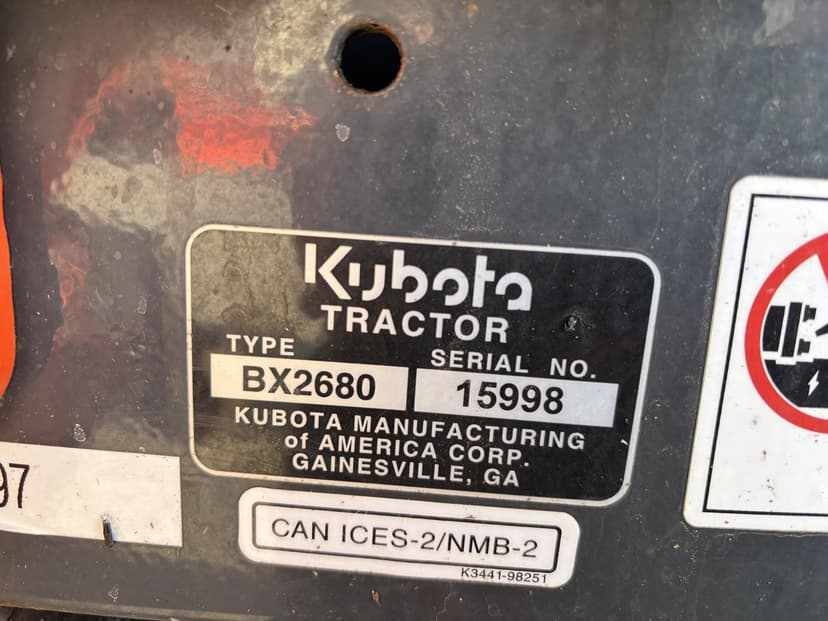 Kubota
TRACTOR
TYPE
SERIAL NO.
BX2680
15998
KUBOTA MANUFACTURING
of AMERICA CORP.
GAINESVILLE, GA
97
CAN ICES-2/NMB-2
K3441-98251